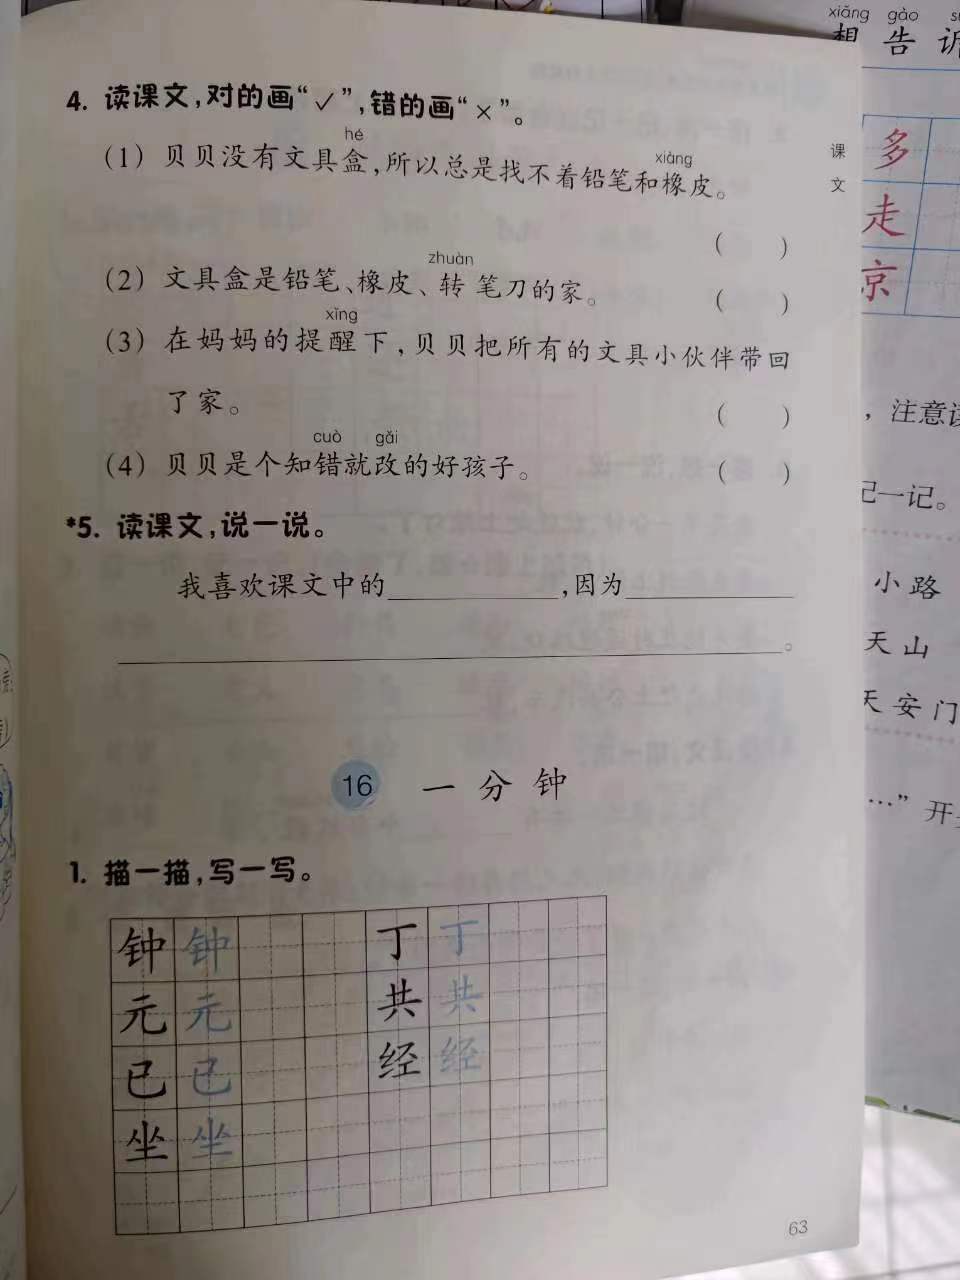 4. 读课文,对的画“✓”,错的画“×”。
hé xiàng
(1) 贝贝没有文具盒,所以总是找不着铅笔和橡皮。
( )
zhuàn
(2) 文具盒是铅笔、橡皮、转笔刀的家。 ( )
xǐng
(3) 在妈妈的提醒下,贝贝把所有的文具小伙伴带回
了家。 ( )
cuò gǎi
(4) 贝贝是个知错就改的好孩子。 ( )
*5. 读课文,说一说。
我喜欢课文中的____________,因为____________
____________。
16 一分钟
1. 描一描,写一写。
钟 钟 丁 丁
元 元 共 共
已 已 经 经
坐 坐
63
课文
xiǎng gào
想 告 诉
多
走
京
,注意读
记一记。
小路
天山
天安门
…”开